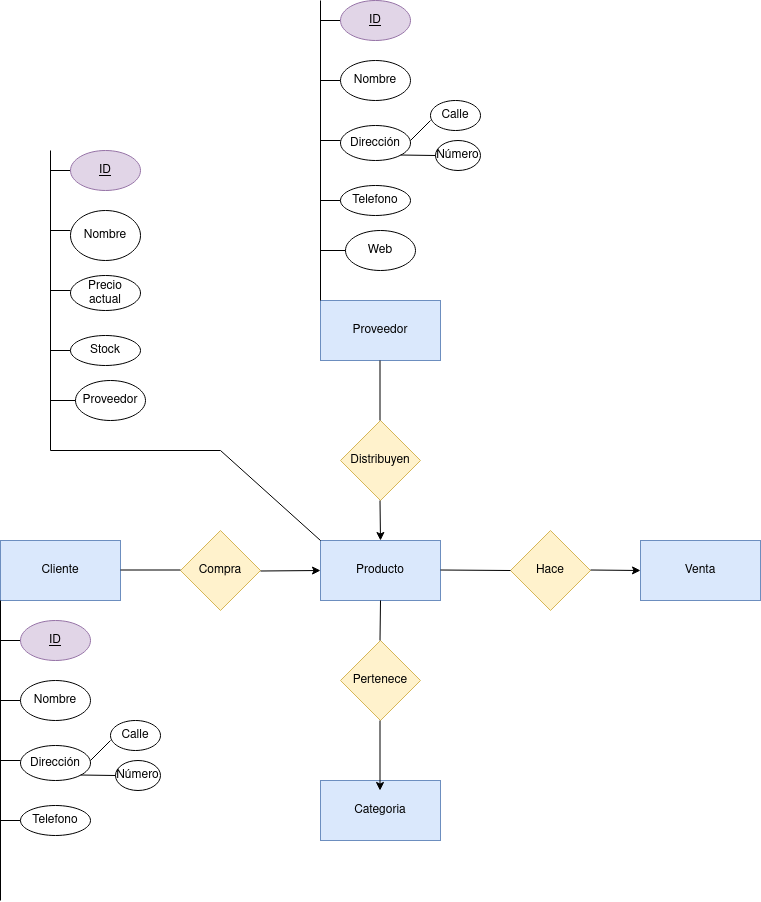 ID
Nombre
Dirección
Calle
Número
Telefono
Web
Proveedor
ID
Nombre
Precio
actual
Stock
Proveedor
Distribuyen
Cliente
Compra
Producto
Hace
Venta
ID
Nombre
Dirección
Calle
Número
Telefono
Pertenece
Categoria